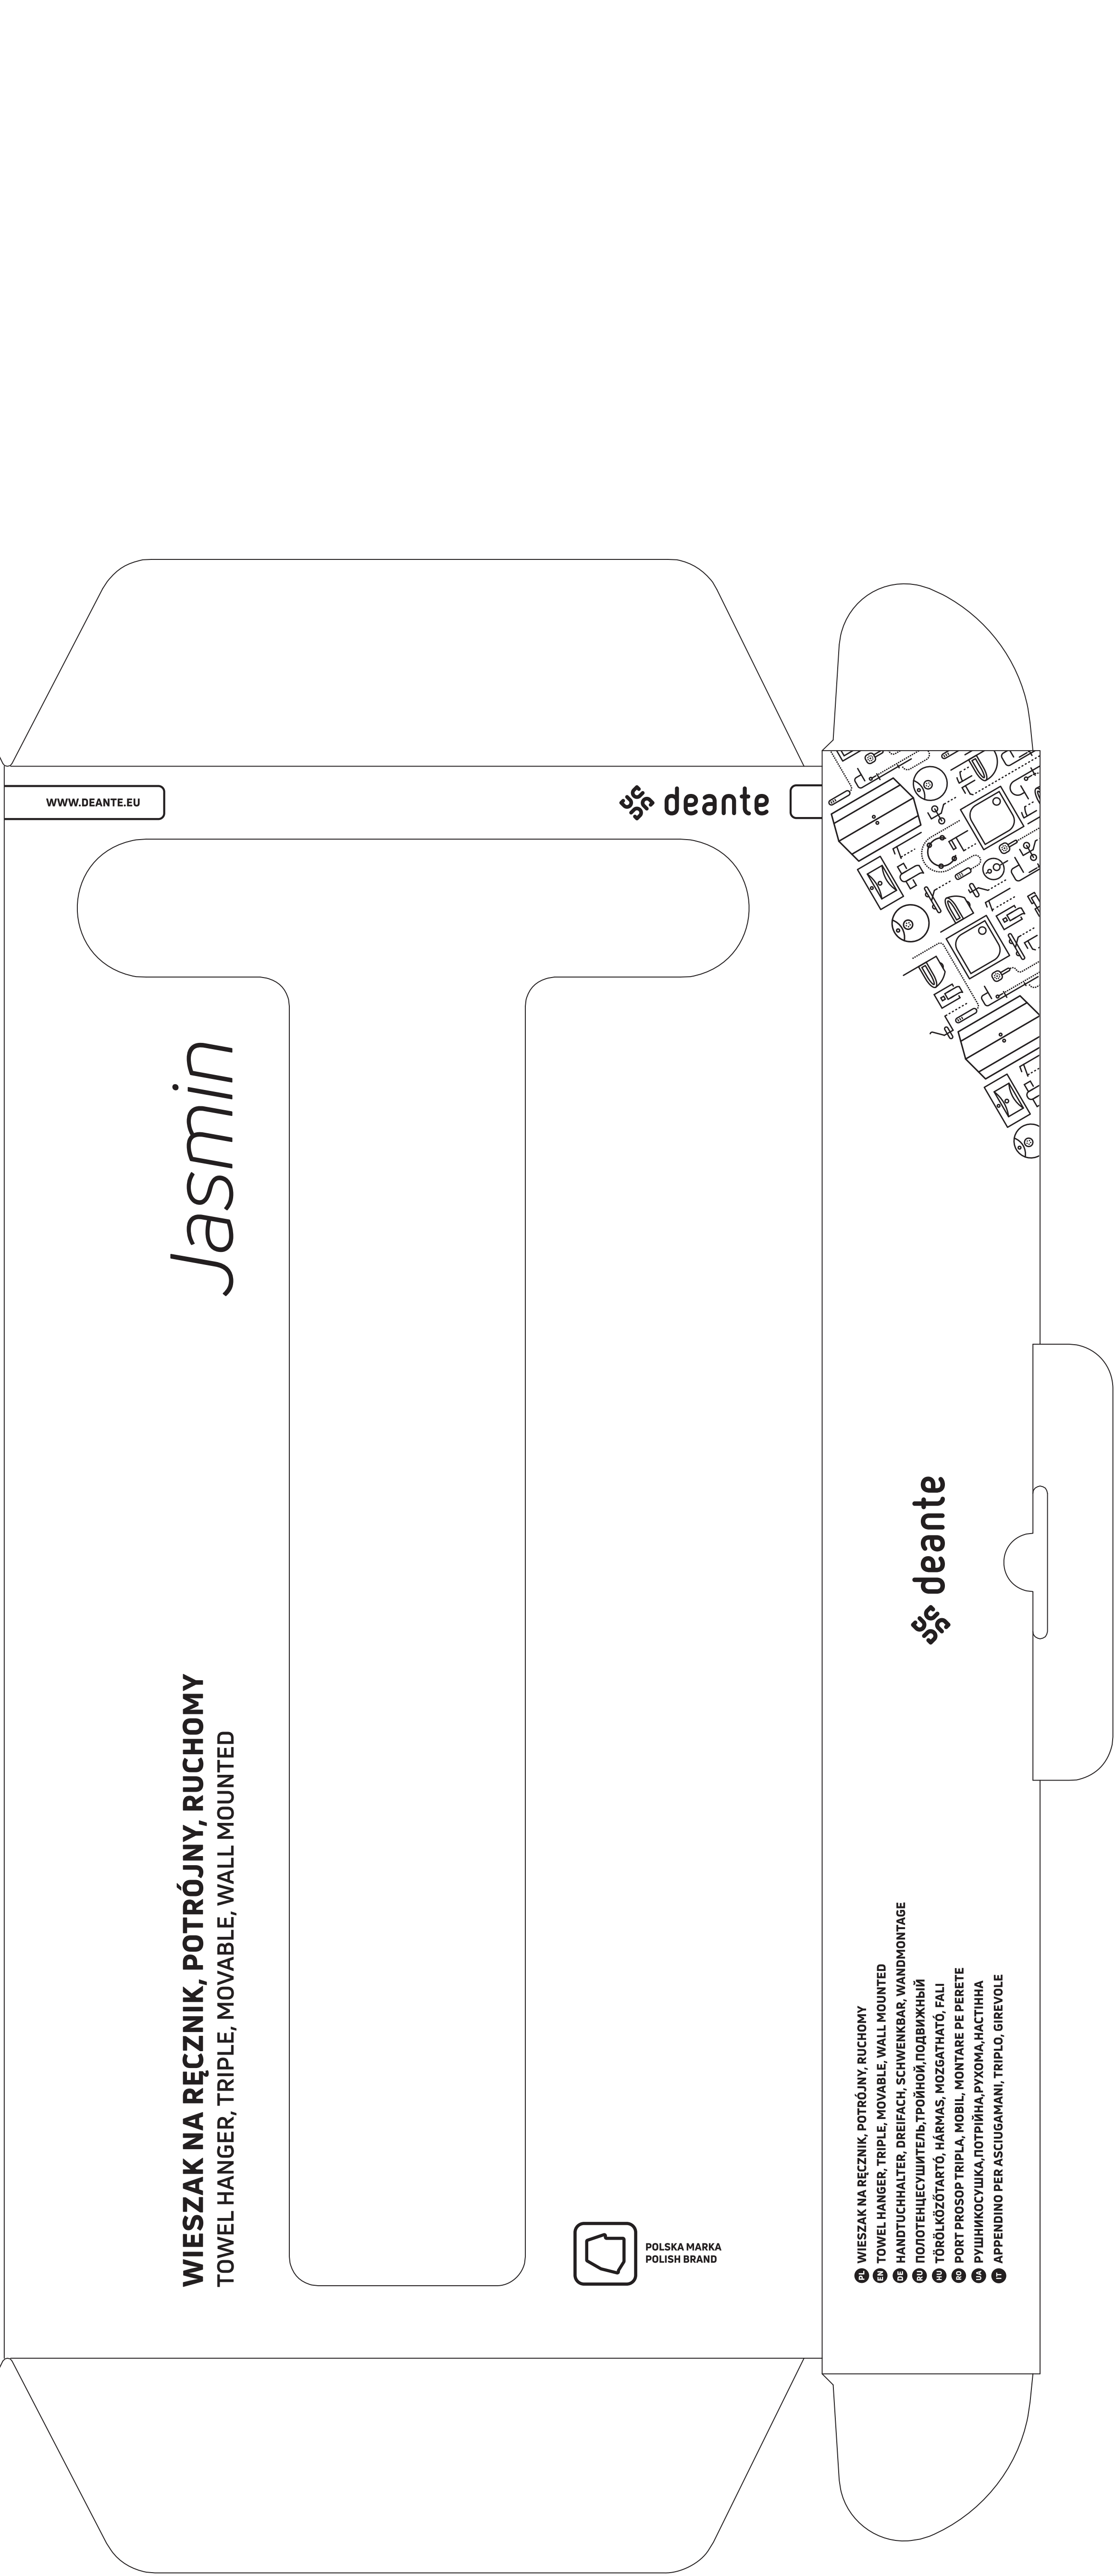 WWW.DEANTE.EU
deante
Jasmin
WIESZAK NA RĘCZNIK, POTRÓJNY, RUCHOMY
TOWEL HANGER, TRIPLE, MOVABLE, WALL MOUNTED
POLSKA MARKA
POLISH BRAND
deante
PL WIESZAK NA RĘCZNIK, POTRÓJNY, RUCHOMY
EN TOWEL HANGER, TRIPLE, MOVABLE, WALL MOUNTED
DE HANDTUCHHALTER, DREIFACH, SCHWENKBAR, WANDMONTAGE
RU ПОЛОТЕНЦЕСУШИТЕЛЬ,ТРОЙНОЙ,ПОДВИЖНЫЙ
HU TÖRÖLKÖZŐTARTÓ, HÁRMAS, MOZGATHATÓ, FALI
RO PORT PROSOP TRIPLA, MOBIL, MONTARE PE PERETE
UA РУШНИКОСУШКА,ПОТРІЙНА,РУХОМА,НАСТІННА
IT APPENDINO PER ASCIUGAMANI, TRIPLO, GIREVOLE